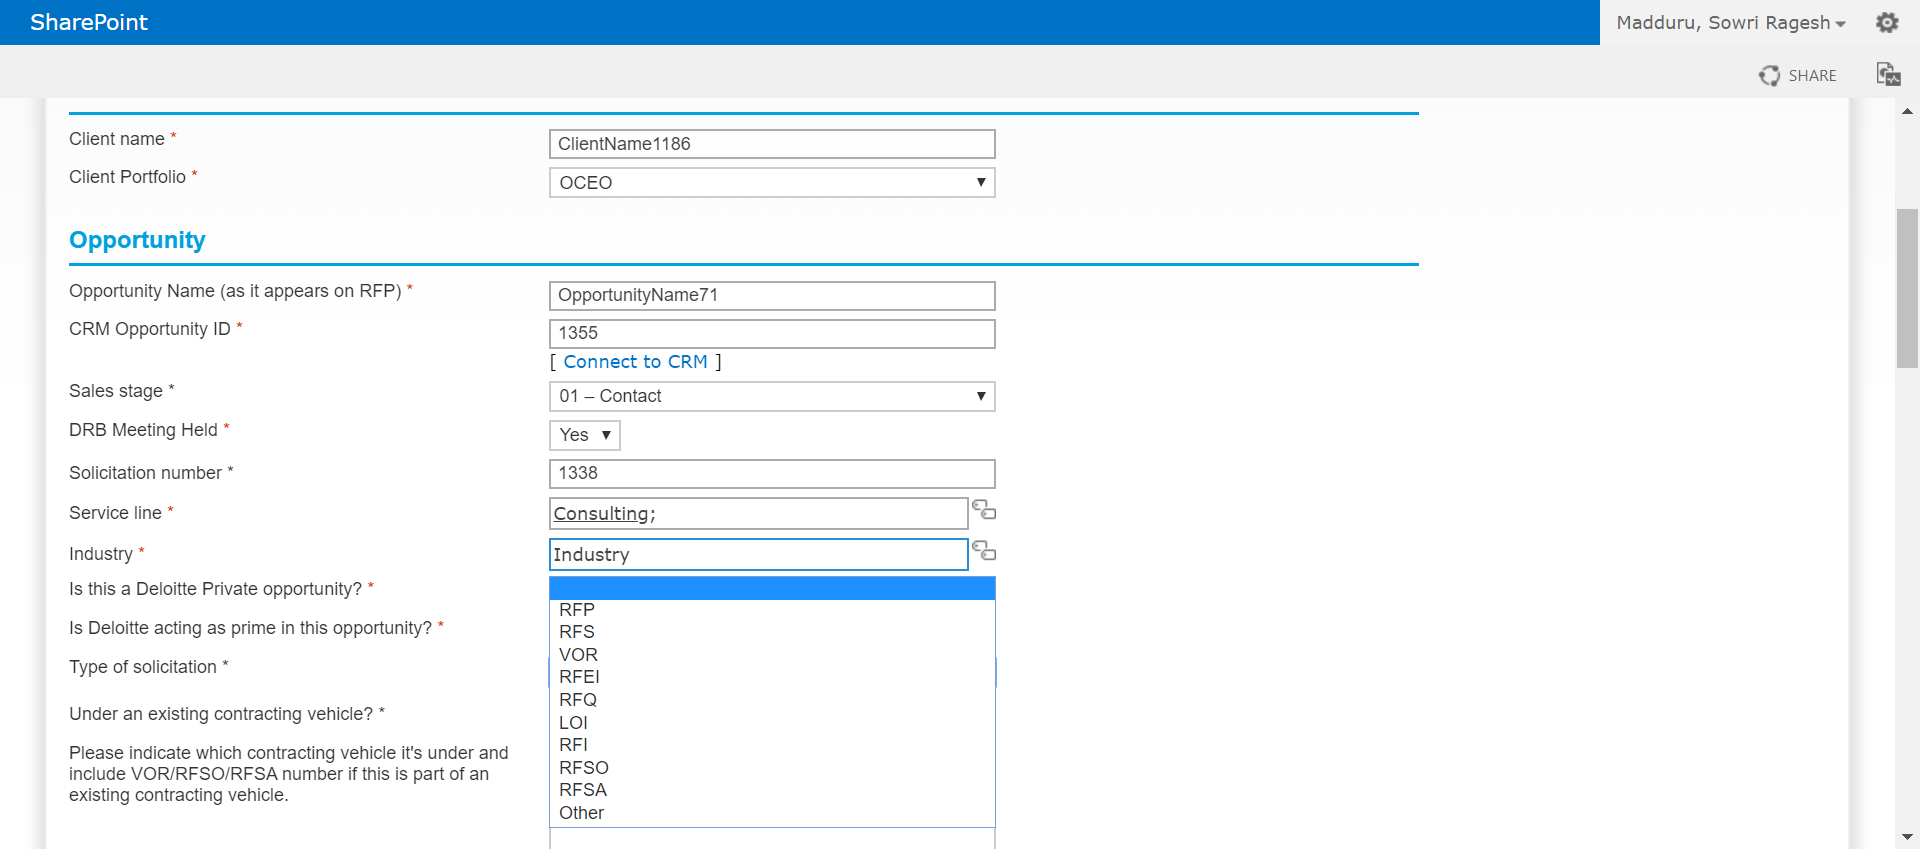 SharePoint
Madduru, Sowri Ragesh
SHARE
Client name *
ClientName1186
Client Portfolio *
OCEO
Opportunity
Opportunity Name (as it appears on RFP) *
OpportunityName71
CRM Opportunity ID *
1355
[ Connect to CRM ]
Sales stage *
01 – Contact
DRB Meeting Held *
Yes
Solicitation number *
1338
Service line *
Consulting;
Industry *
Industry
Is this a Deloitte Private opportunity? *
Is Deloitte acting as prime in this opportunity? *
Type of solicitation *
RFP
RFS
VOR
RFEI
RFQ
LOI
RFI
RFSO
RFSA
Other
Under an existing contracting vehicle? *
Please indicate which contracting vehicle it's under and
include VOR/RFSO/RFSA number if this is part of an
existing contracting vehicle.